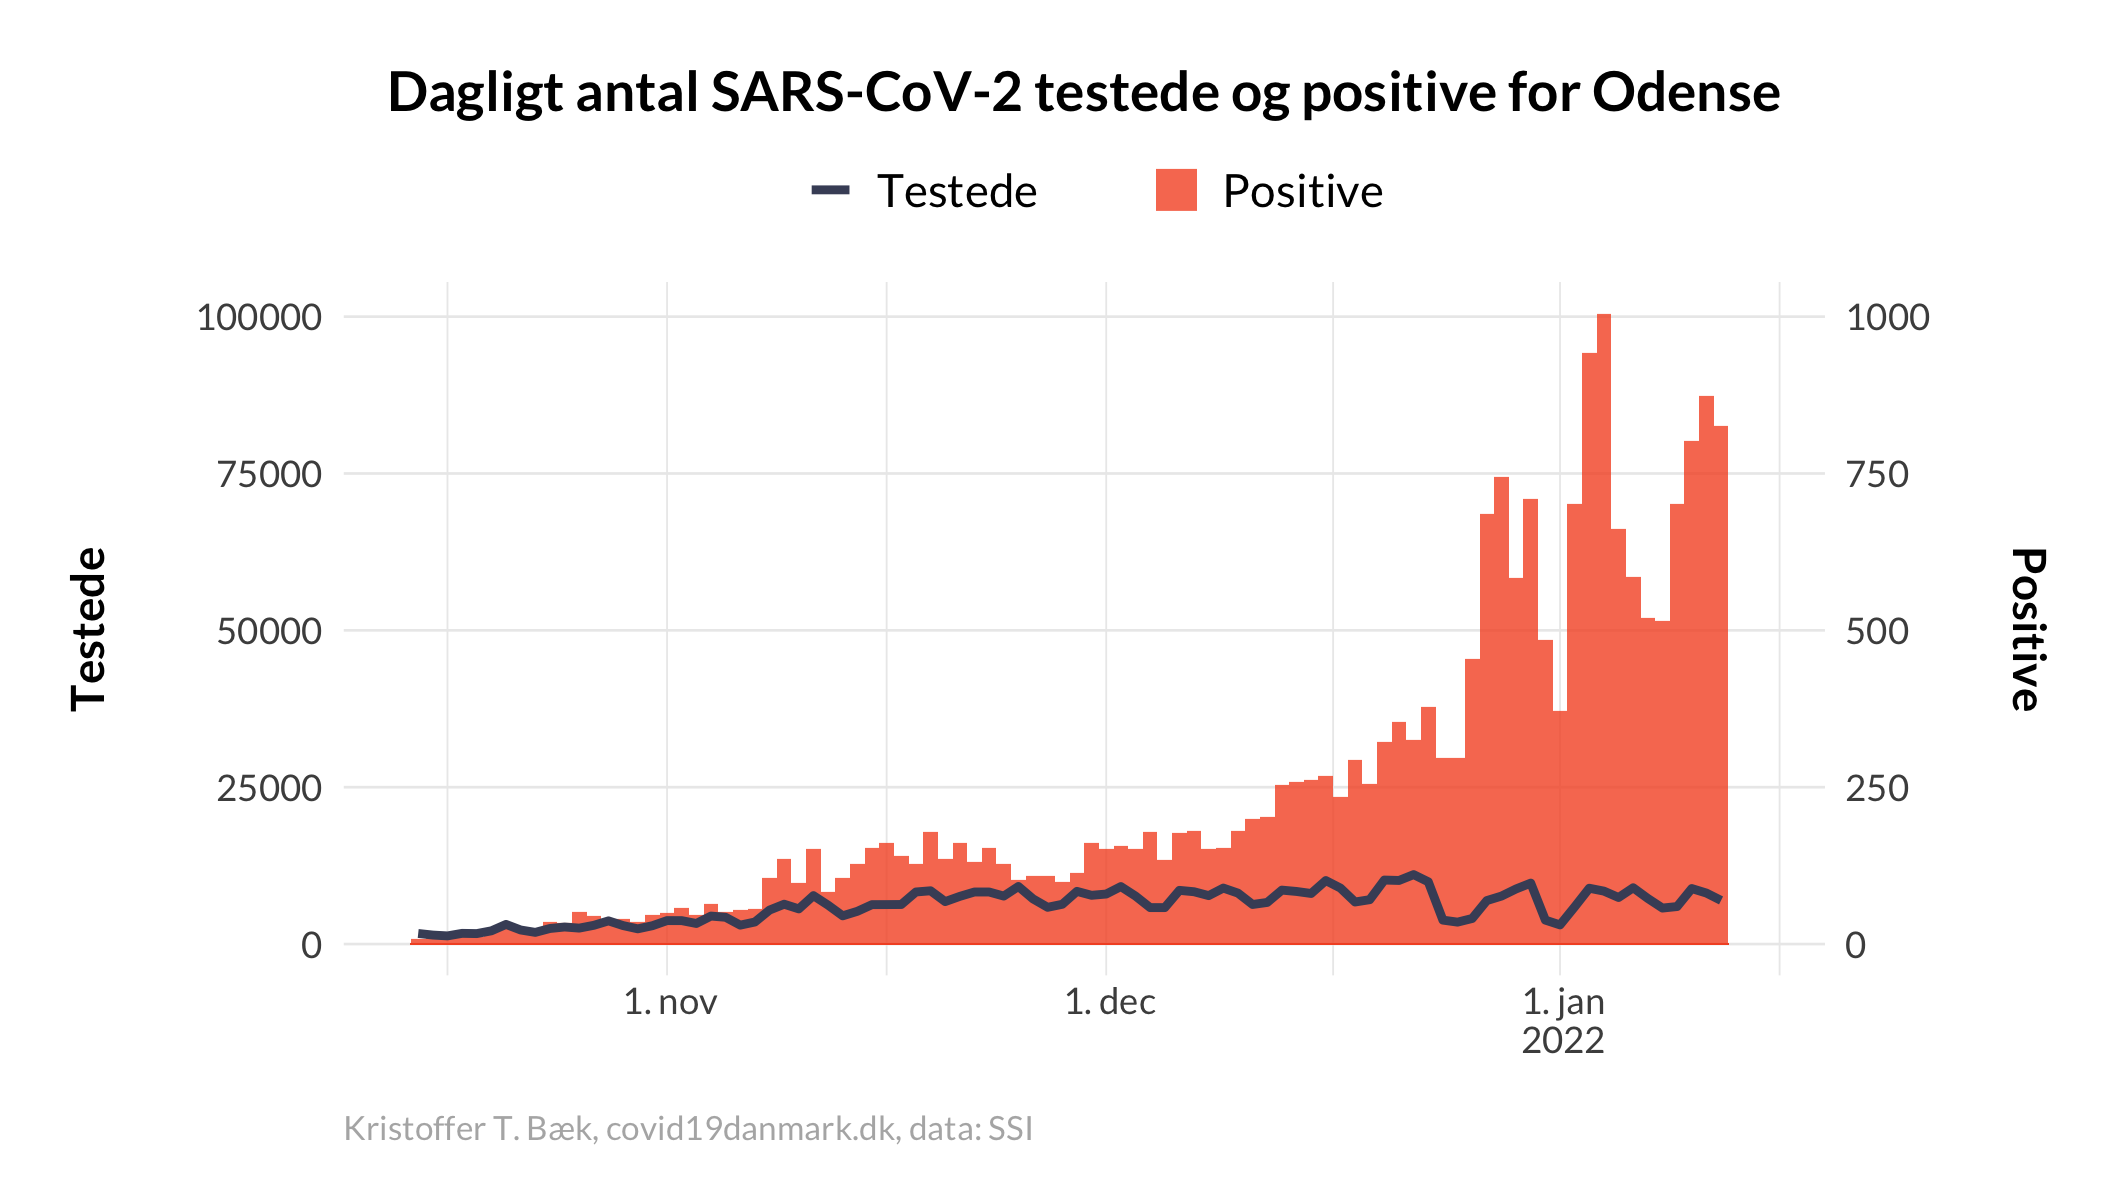 Dagligt antal SARS-CoV-2 testede og positive for Odense
Testede
Positive
100000
75000
50000
25000
0
1000
750
500
250
0
Testede
Positive
1. nov
1. dec
1. jan
2022
Kristoffer T. Bæk, covid19danmark.dk, data: SSI